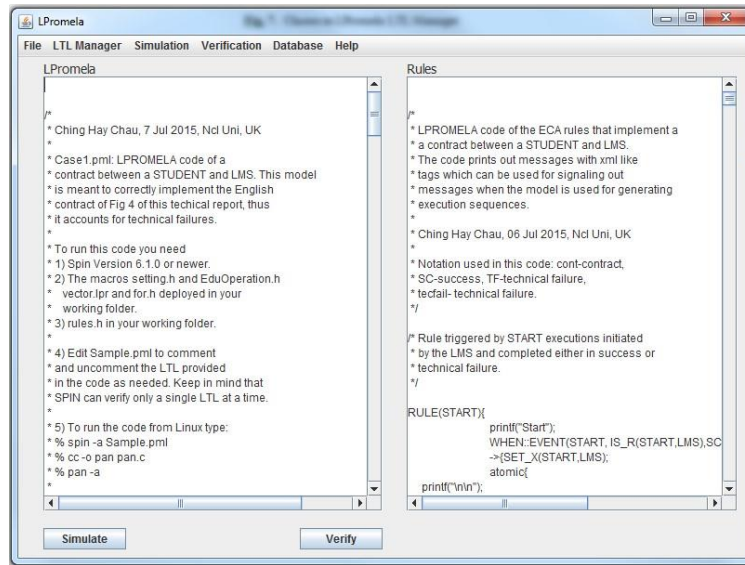 LPromela
File LTL Manager Simulation Verification Database Help
LPromela
/*
* Ching Hay Chau, 7 Jul 2015, Ncl Uni, UK
*
* Case1.pml: LPROMELA code of a
* contract between a STUDENT and LMS. This model
* is meant to correctly implement the English
* contract of Fig 4 of this techical report, thus
* it accounts for technical failures.
*
* To run this code you need
* 1) Spin Version 6.1.0 or newer.
* 2) The macros setting.h and EduOperation.h
* vector.lpr and for.h deployed in your
* working folder.
* 3) rules.h in your working folder.
*
* 4) Edit Sample.pml to comment
* and uncomment the LTL provided
* in the code as needed. Keep in mind that
* SPIN can verify only a single LTL at a time.
*
* 5) To run the code from Linux type:
* % spin -a Sample.pml
* % cc -o pan pan.c
* % pan -a
*
Rules
/*
* LPROMELA code of the ECA rules that implement a
* a contract between a STUDENT and LMS.
* The code prints out messages with xml like
* tags which can be used for signaling out
* messages when the model is used for generating
* execution sequences.
*
* Ching Hay Chau, 06 Jul 2015, Ncl Uni, UK
*
* Notation used in this code: cont-contract,
* SC-success, TF-technical failure,
* tecfail- technical failure.
*/
/* Rule triggered by START executions initiated
* by the LMS and completed either in success or
* technical failure.
*/
RULE(START){
printf("Start");
WHEN::EVENT(START, IS_R(START,LMS),SC
->{SET_X(START,LMS);
atomic{
printf("\n\n");
Simulate
Verify